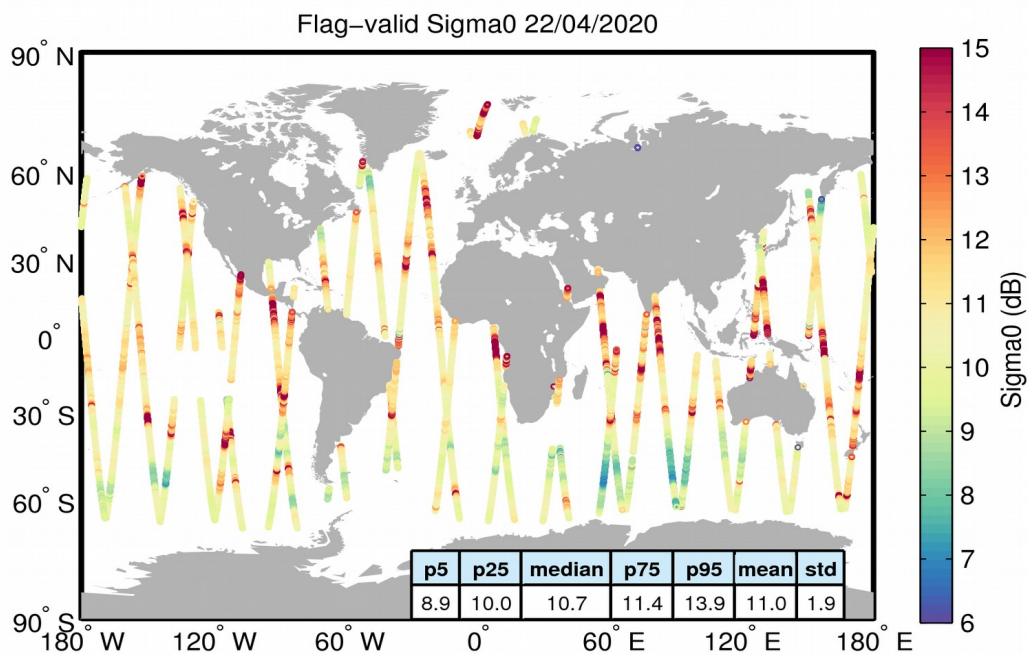 Flag−valid Sigma0 22/04/2020
90° N
60° N
30° N
0°
30° S
60° S
90° S
180° W
120° W
60° W
0°
60° E
120° E
180° E
p5 p25 median p75 p95 mean std
8.9 10.0 10.7 11.4 13.9 11.0 1.9
15
14
13
12
11
10
9
8
7
6
Sigma0 (dB)